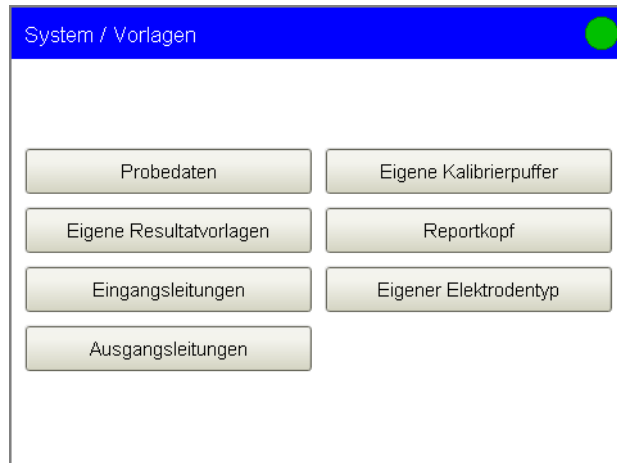 System / Vorlagen
Probedaten
Eigene Kalibrierpuffer
Eigene Resultatvorlagen
Reportkopf
Eingangsleitungen
Eigener Elektrodentyp
Ausgangsleitungen